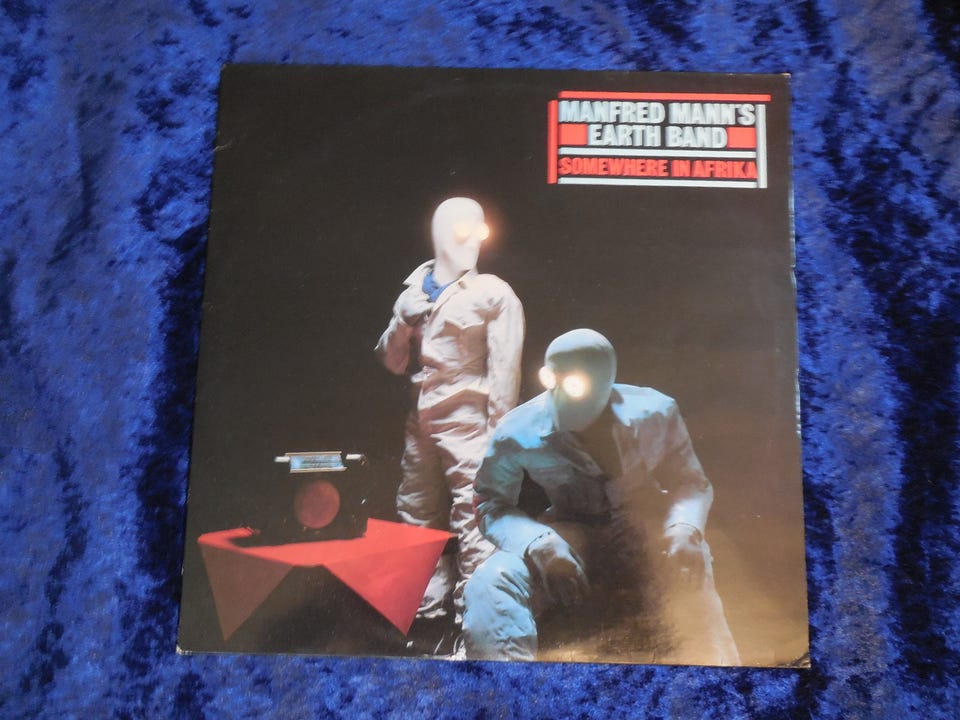 MANFRED MANN'S
EARTH BAND
SOMEWHERE IN AFRIKA